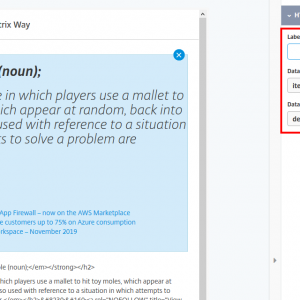 trix Way
H
(noun);
Labe
e in which players use a mallet to
hich appear at random, back into
used with reference to a situation
ts to solve a problem are
Data
ite
Data
de
App Firewall – now on the AWS Marketplace
e customers up to 75% on Azure consumption
rkspace – November 2019
le (noun);</em></strong></h2>
hich players use a mallet to hit toy moles, which appear at
so used with reference to a situation in which attempts to